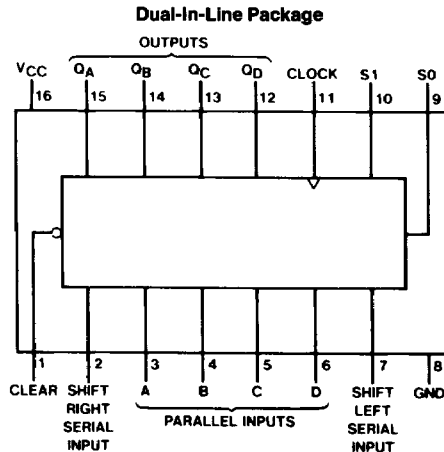 Dual-In-Line Package
OUTPUTS
VCC QA QB QC QD CLOCK S1 S0
16 15 14 13 12 11 10 9
1 2 3 4 5 6 7 8
CLEAR SHIFT RIGHT SERIAL INPUT A B C D SHIFT LEFT SERIAL INPUT GND
PARALLEL INPUTS